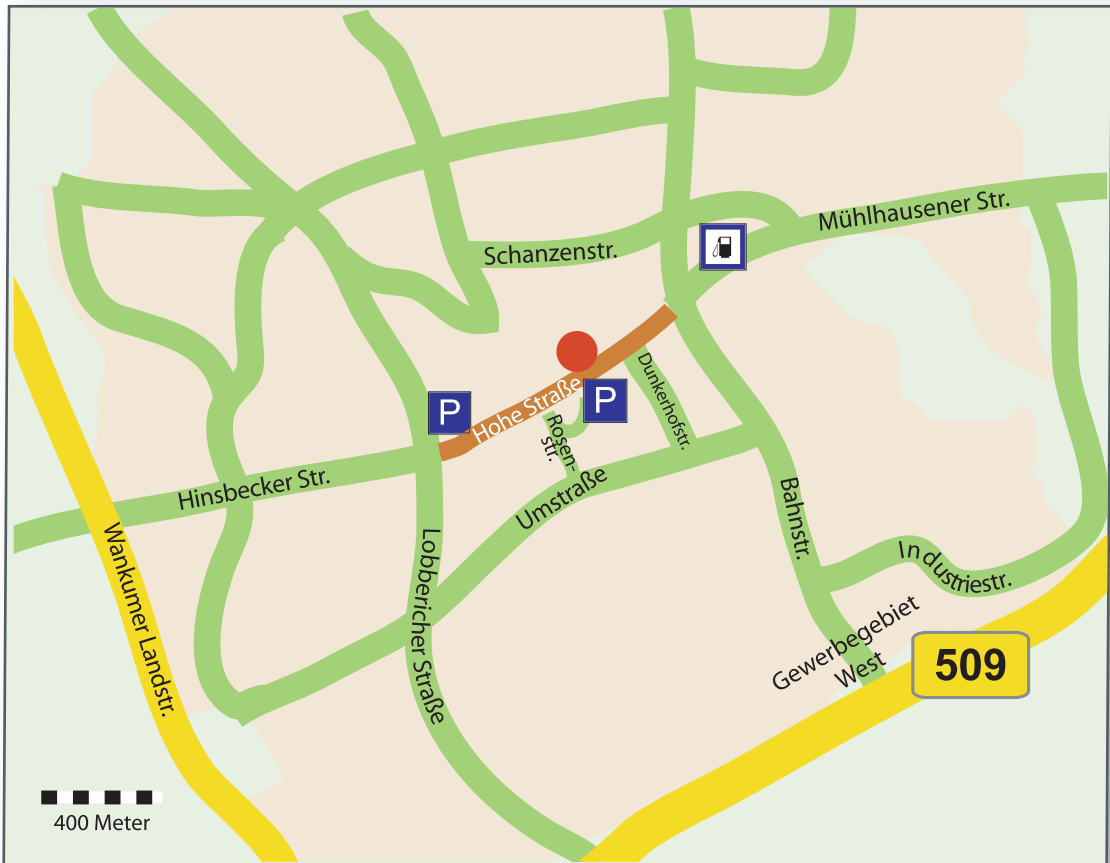 Mühlhausener Str.
Schanzenstr.
Dunkerhofstr.
P
P
Hohe Straße
Rosen-
str.
Hinsbecker Str.
Umstraße
Bahnstr.
Wankumer Landstr.
Lobbericher Straße
Industriestr.
Gewerbegebiet
West
509
400 Meter